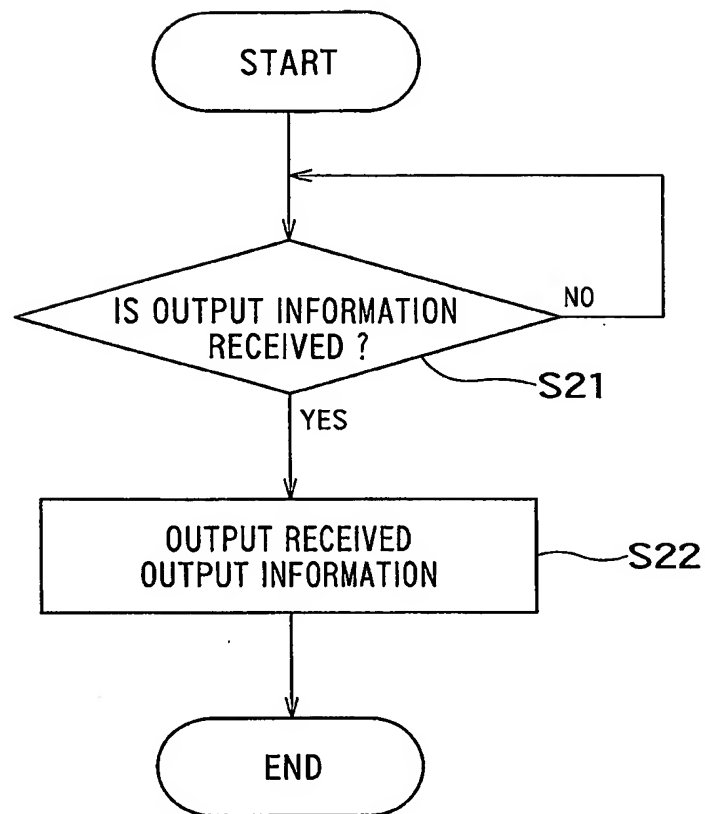 START
IS OUTPUT INFORMATION
RECEIVED ?
NO
S21
YES
OUTPUT RECEIVED
OUTPUT INFORMATION
S22
END